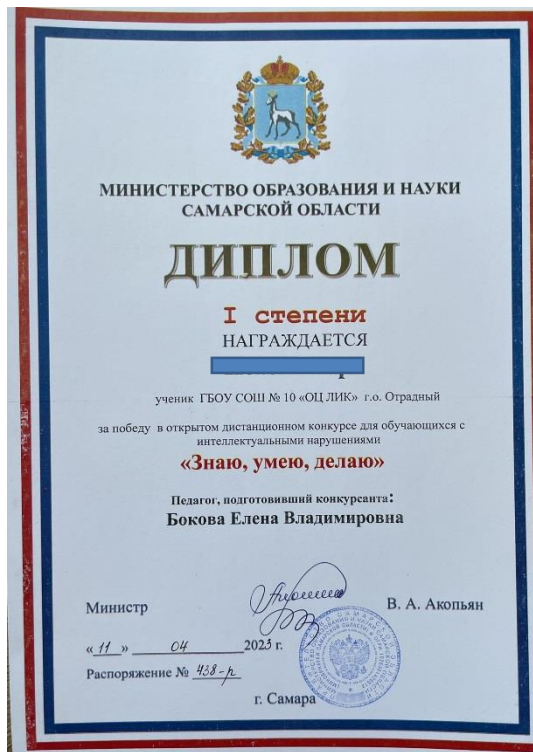 МИНИСТЕРСТВО ОБРАЗОВАНИЯ И НАУКИ
САМАРСКОЙ ОБЛАСТИ
ДИПЛОМ
I степени
НАГРАЖДАЕТСЯ
ученик ГБОУ СОШ № 10 «ОЦ ЛИК» г.о. Отрадный
за победу в открытом дистанционном конкурсе для обучающихся с
интеллектуальными нарушениями
«Знаю, умею, делаю»
Педагог, подготовивший конкурсанта:
Бокова Елена Владимировна
Министр В. А. Акопьян
«11» 04 2023 г.
Распоряжение № 438-р
г. Самара